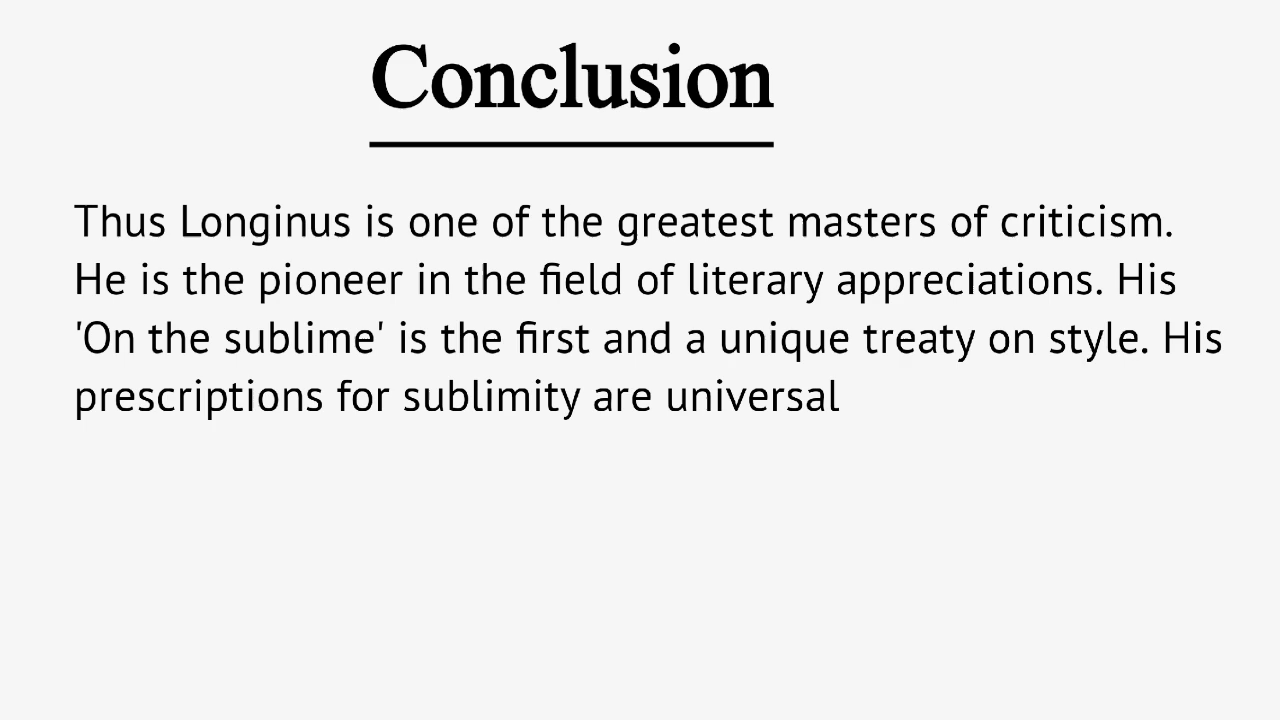 Conclusion
Thus Longinus is one of the greatest masters of criticism.
He is the pioneer in the field of literary appreciations. His
'On the sublime' is the first and a unique treaty on style. His
prescriptions for sublimity are universal